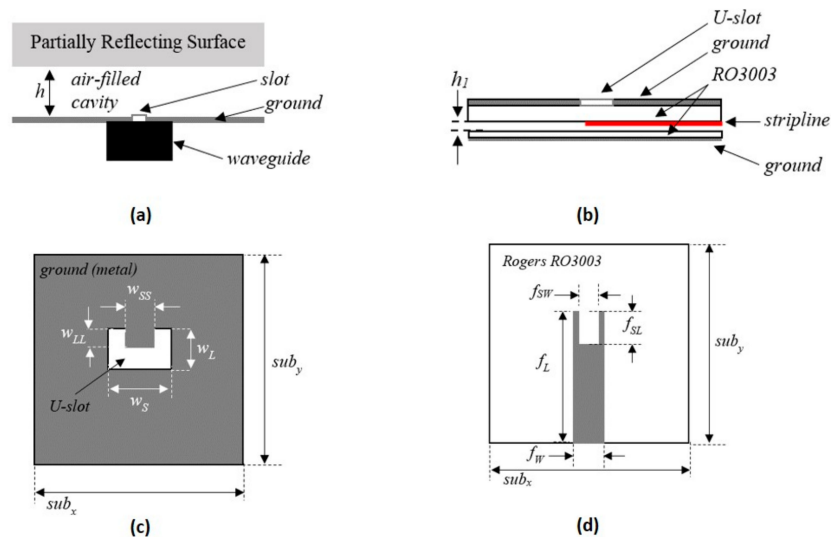 Partially Reflecting Surface
h
air-filled
cavity
slot
ground
waveguide
(a)
U-slot
ground
RO3003
h1
stripline
ground
(b)
ground (metal)
wSS
wLL
wL
U-slot
wS
suby
subx
(c)
Rogers RO3003
fSW
fSL
fL
suby
fW
subx
(d)